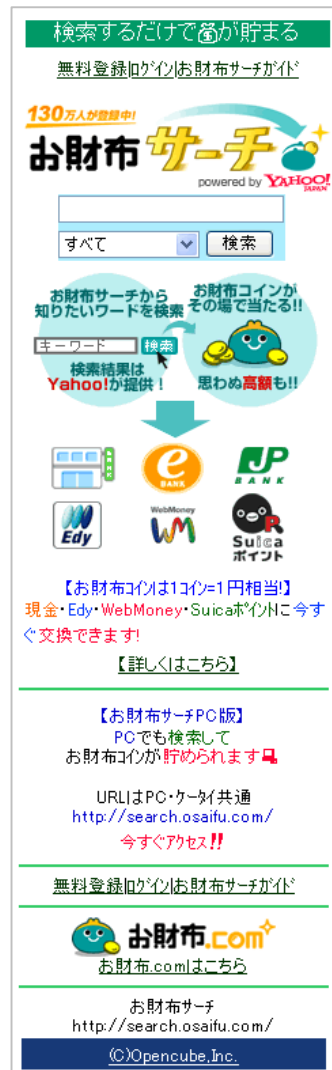 検索するだけで💰が貯まる
無料登録|ﾛｸﾞｲﾝ|お財布ｻｰﾁｶﾞｲﾄﾞ
130万人が登録中!
お財布サーチ
powered by YAHOO!
JAPAN
すべて
検索
お財布サーチから
知りたいワードを検索
キーワード 検索
検索結果は
Yahoo!が提供!
お財布コインが
その場で当たる!!
思わぬ高額も!!
BANK
e
BANK
JP
BANK
Edy
WebMoney
WM
Suica
ポイント
【お財布ｺｲﾝは1ｺｲﾝ=1円相当!】
現金・Edy・WebMoney・Suicaﾎﾟｲﾝﾄに今す
ぐ交換できます!
【詳しくはこちら】
【お財布ｻｰﾁPC版】
PCでも検索して
お財布ｺｲﾝが貯められます
URLはPC・ｹｰﾀｲ共通
http://search.osaifu.com/
今すぐｱｸｾｽ!!
無料登録|ﾛｸﾞｲﾝ|お財布ｻｰﾁｶﾞｲﾄﾞ
お財布.com
お財布.comはこちら
お財布サーチ
http://search.osaifu.com/
(C)Opencube,Inc.